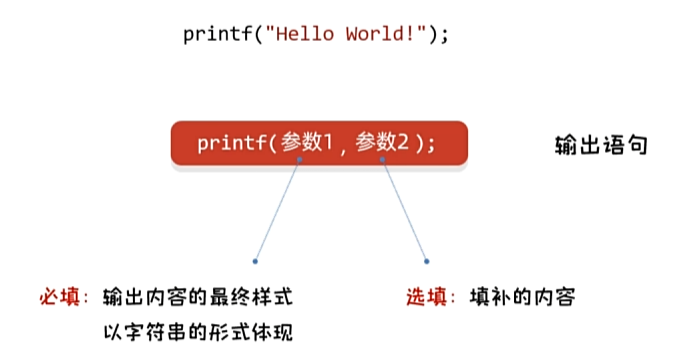 printf("Hello World!");
printf(参数1, 参数2);
输出语句
必填：输出内容的最终样式
以字符串的形式体现
选填：填补的内容